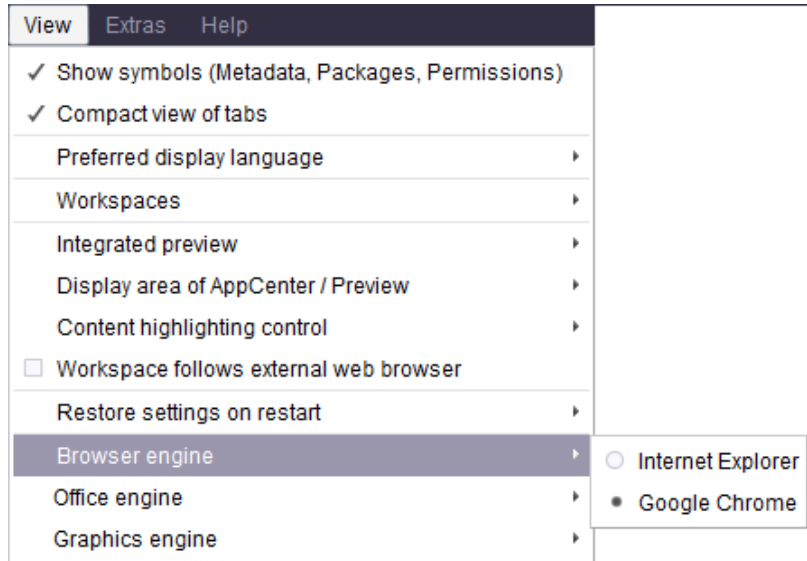 View Extras Help
Show symbols (Metadata, Packages, Permissions)
Compact view of tabs
Preferred display language
Workspaces
Integrated preview
Display area of AppCenter / Preview
Content highlighting control
Workspace follows external web browser
Restore settings on restart
Browser engine
Internet Explorer
Google Chrome
Office engine
Graphics engine